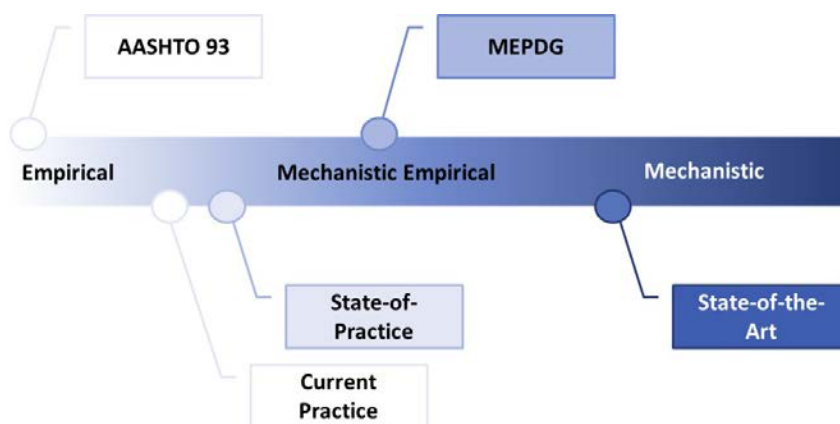 AASHTO 93
MEPDG
Empirical
Mechanistic Empirical
Mechanistic
State-of-
Practice
State-of-the-
Art
Current
Practice